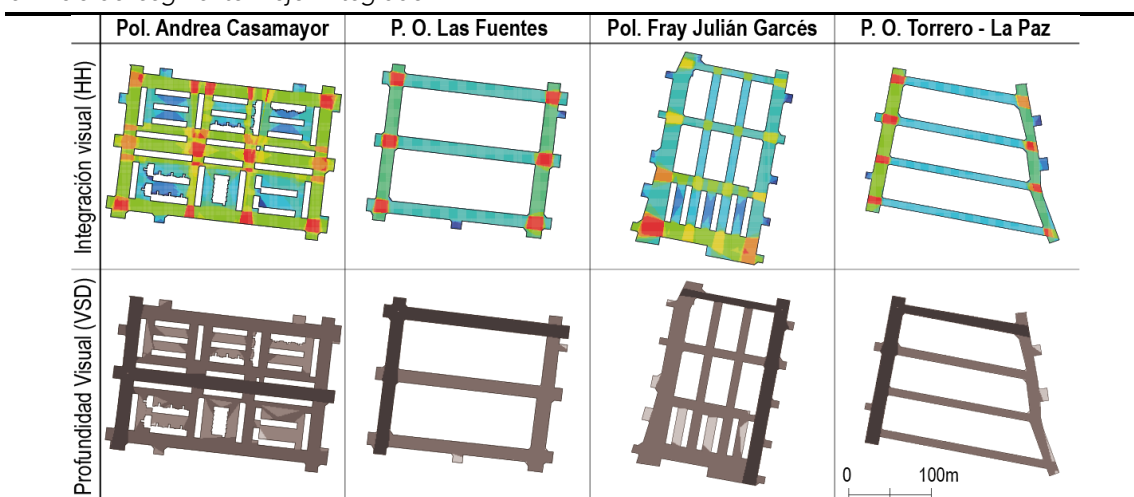 Pol. Andrea Casamayor P. O. Las Fuentes Pol. Fray Julián Garcés P. O. Torrero - La Paz
Integración visual (HH)
Profundidad Visual (VSD)
0 100m